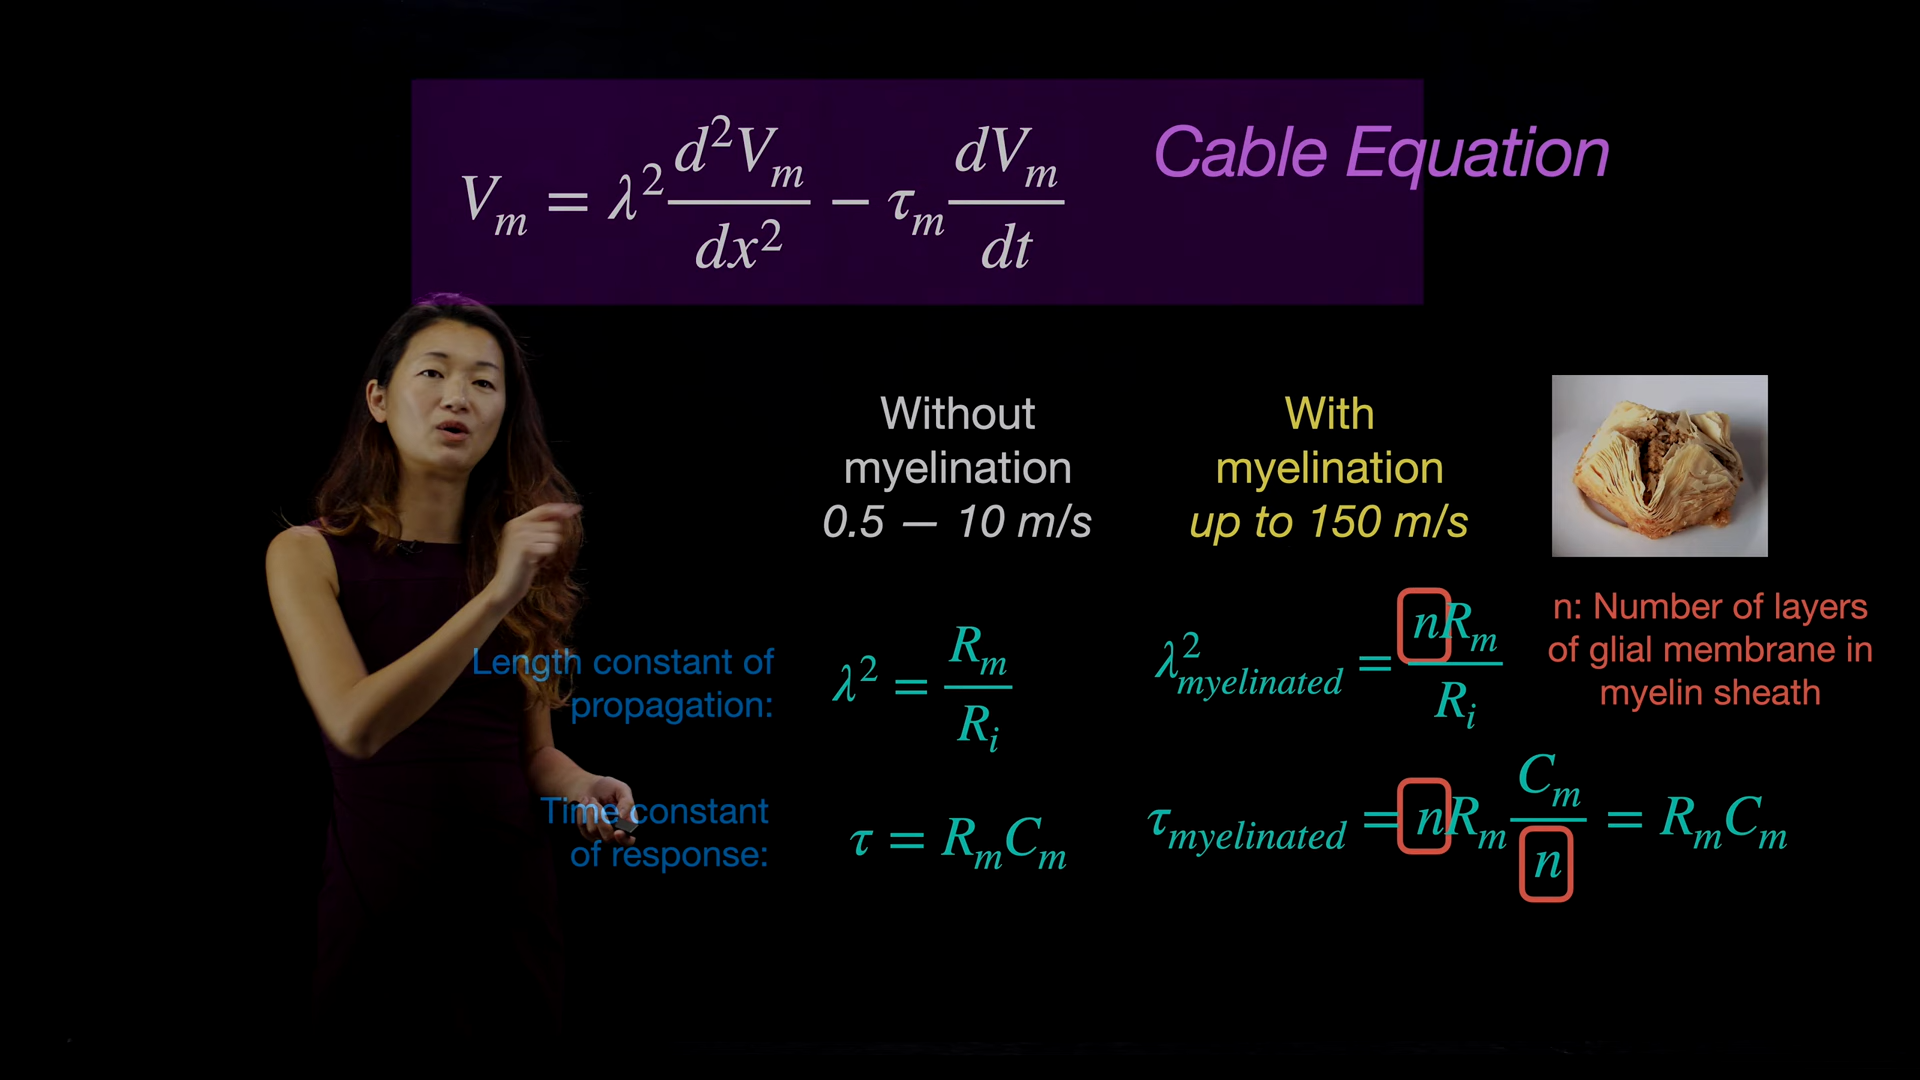 Cable Equation
V_m = λ² d²V_m/dx² − τ_m dV_m/dt
Without
myelination
0.5 — 10 m/s
With
myelination
up to 150 m/s
Length constant of
propagation:
λ² = R_m/R_i
λ²_myelinated = nR_m/R_i
n: Number of layers
of glial membrane in
myelin sheath
Time constant
of response:
τ = R_mC_m
τ_myelinated = nR_m C_m/n = R_mC_m